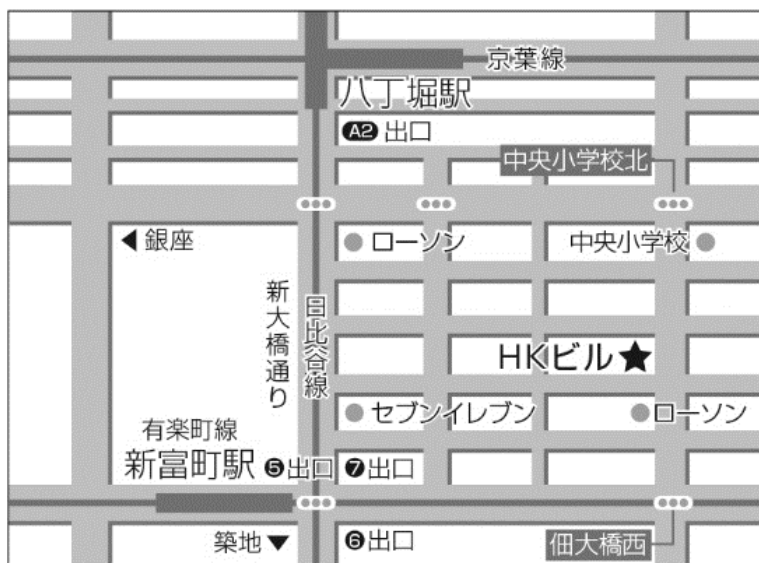 京葉線
八丁堀駅
A2 出口
中央小学校北
◀銀座
ローソン
中央小学校
新大橋通り
日比谷線
HKビル★
セブンイレブン
ローソン
有楽町線
新富町駅
❺出口
❼出口
築地▼
❻出口
佃大橋西